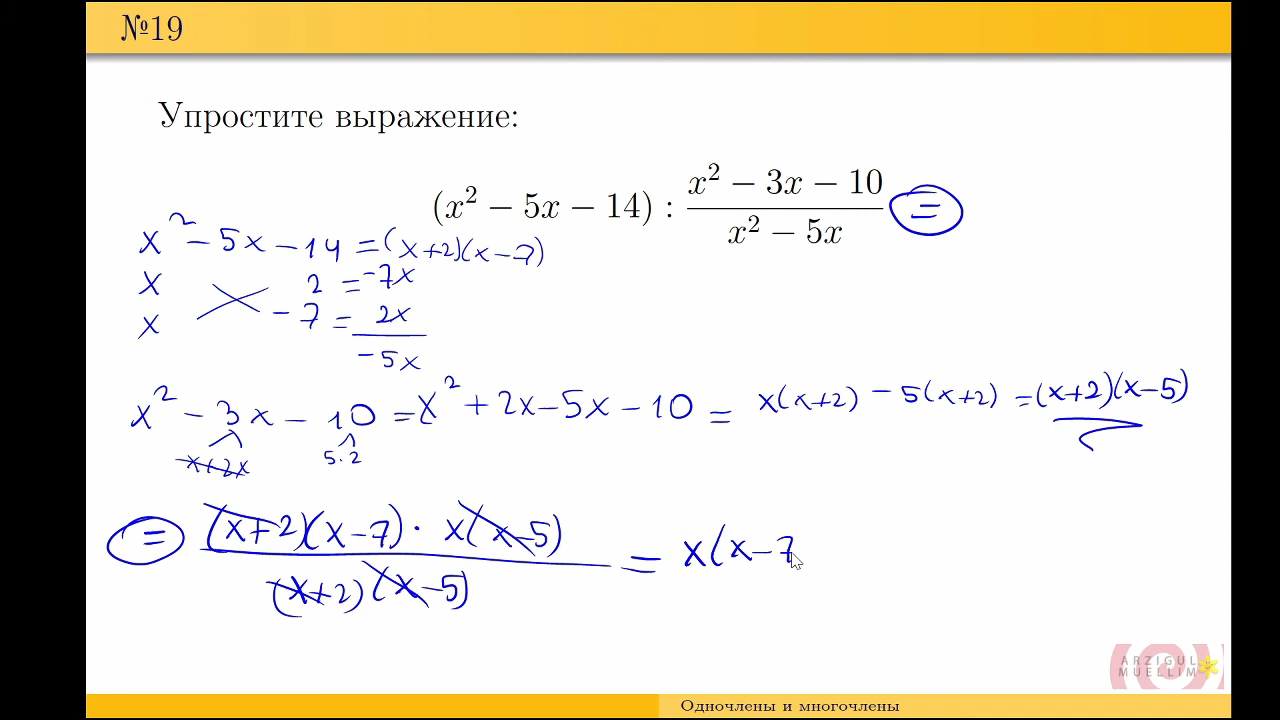 №19
Упростите выражение:
(x² − 5x − 14) : (x² − 3x − 10)/(x² − 5x) =
x² − 5x − 14 = (x+2)(x−7)
x 2 = −7x
x −7 = 2x
−5x
x² − 3x − 10 = x² + 2x − 5x − 10 = x(x+2) − 5(x+2) = (x+2)(x−5)
x+2x 5·2
= (x+2)(x−7) · x(x−5)/(x+2)(x−5) = x(x−7
ARZIGUL
MUELLIM
Одночлены и многочлены